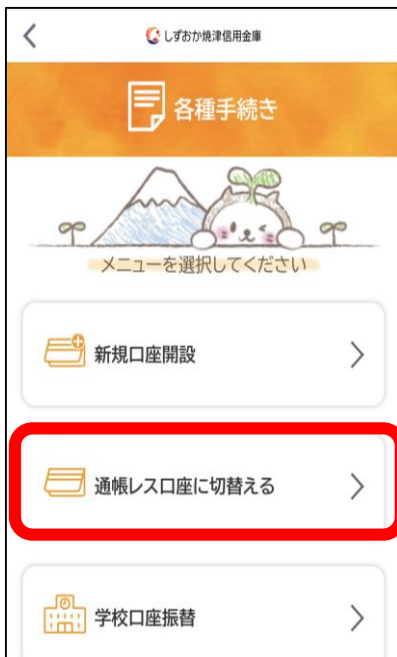 しずおか焼津信用金庫
各種手続き
メニューを選択してください
新規口座開設
通帳レス口座に切替える
学校口座振替